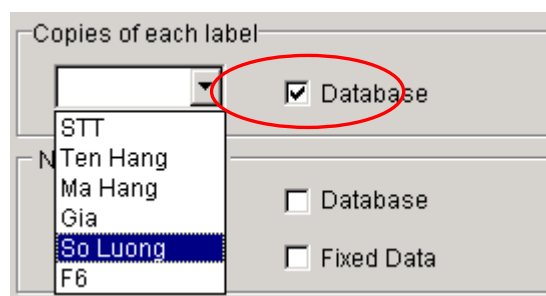 Copies of each label
Database
STT
Ten Hang
Ma Hang
Gia
So Luong
F6
N
Database
Fixed Data